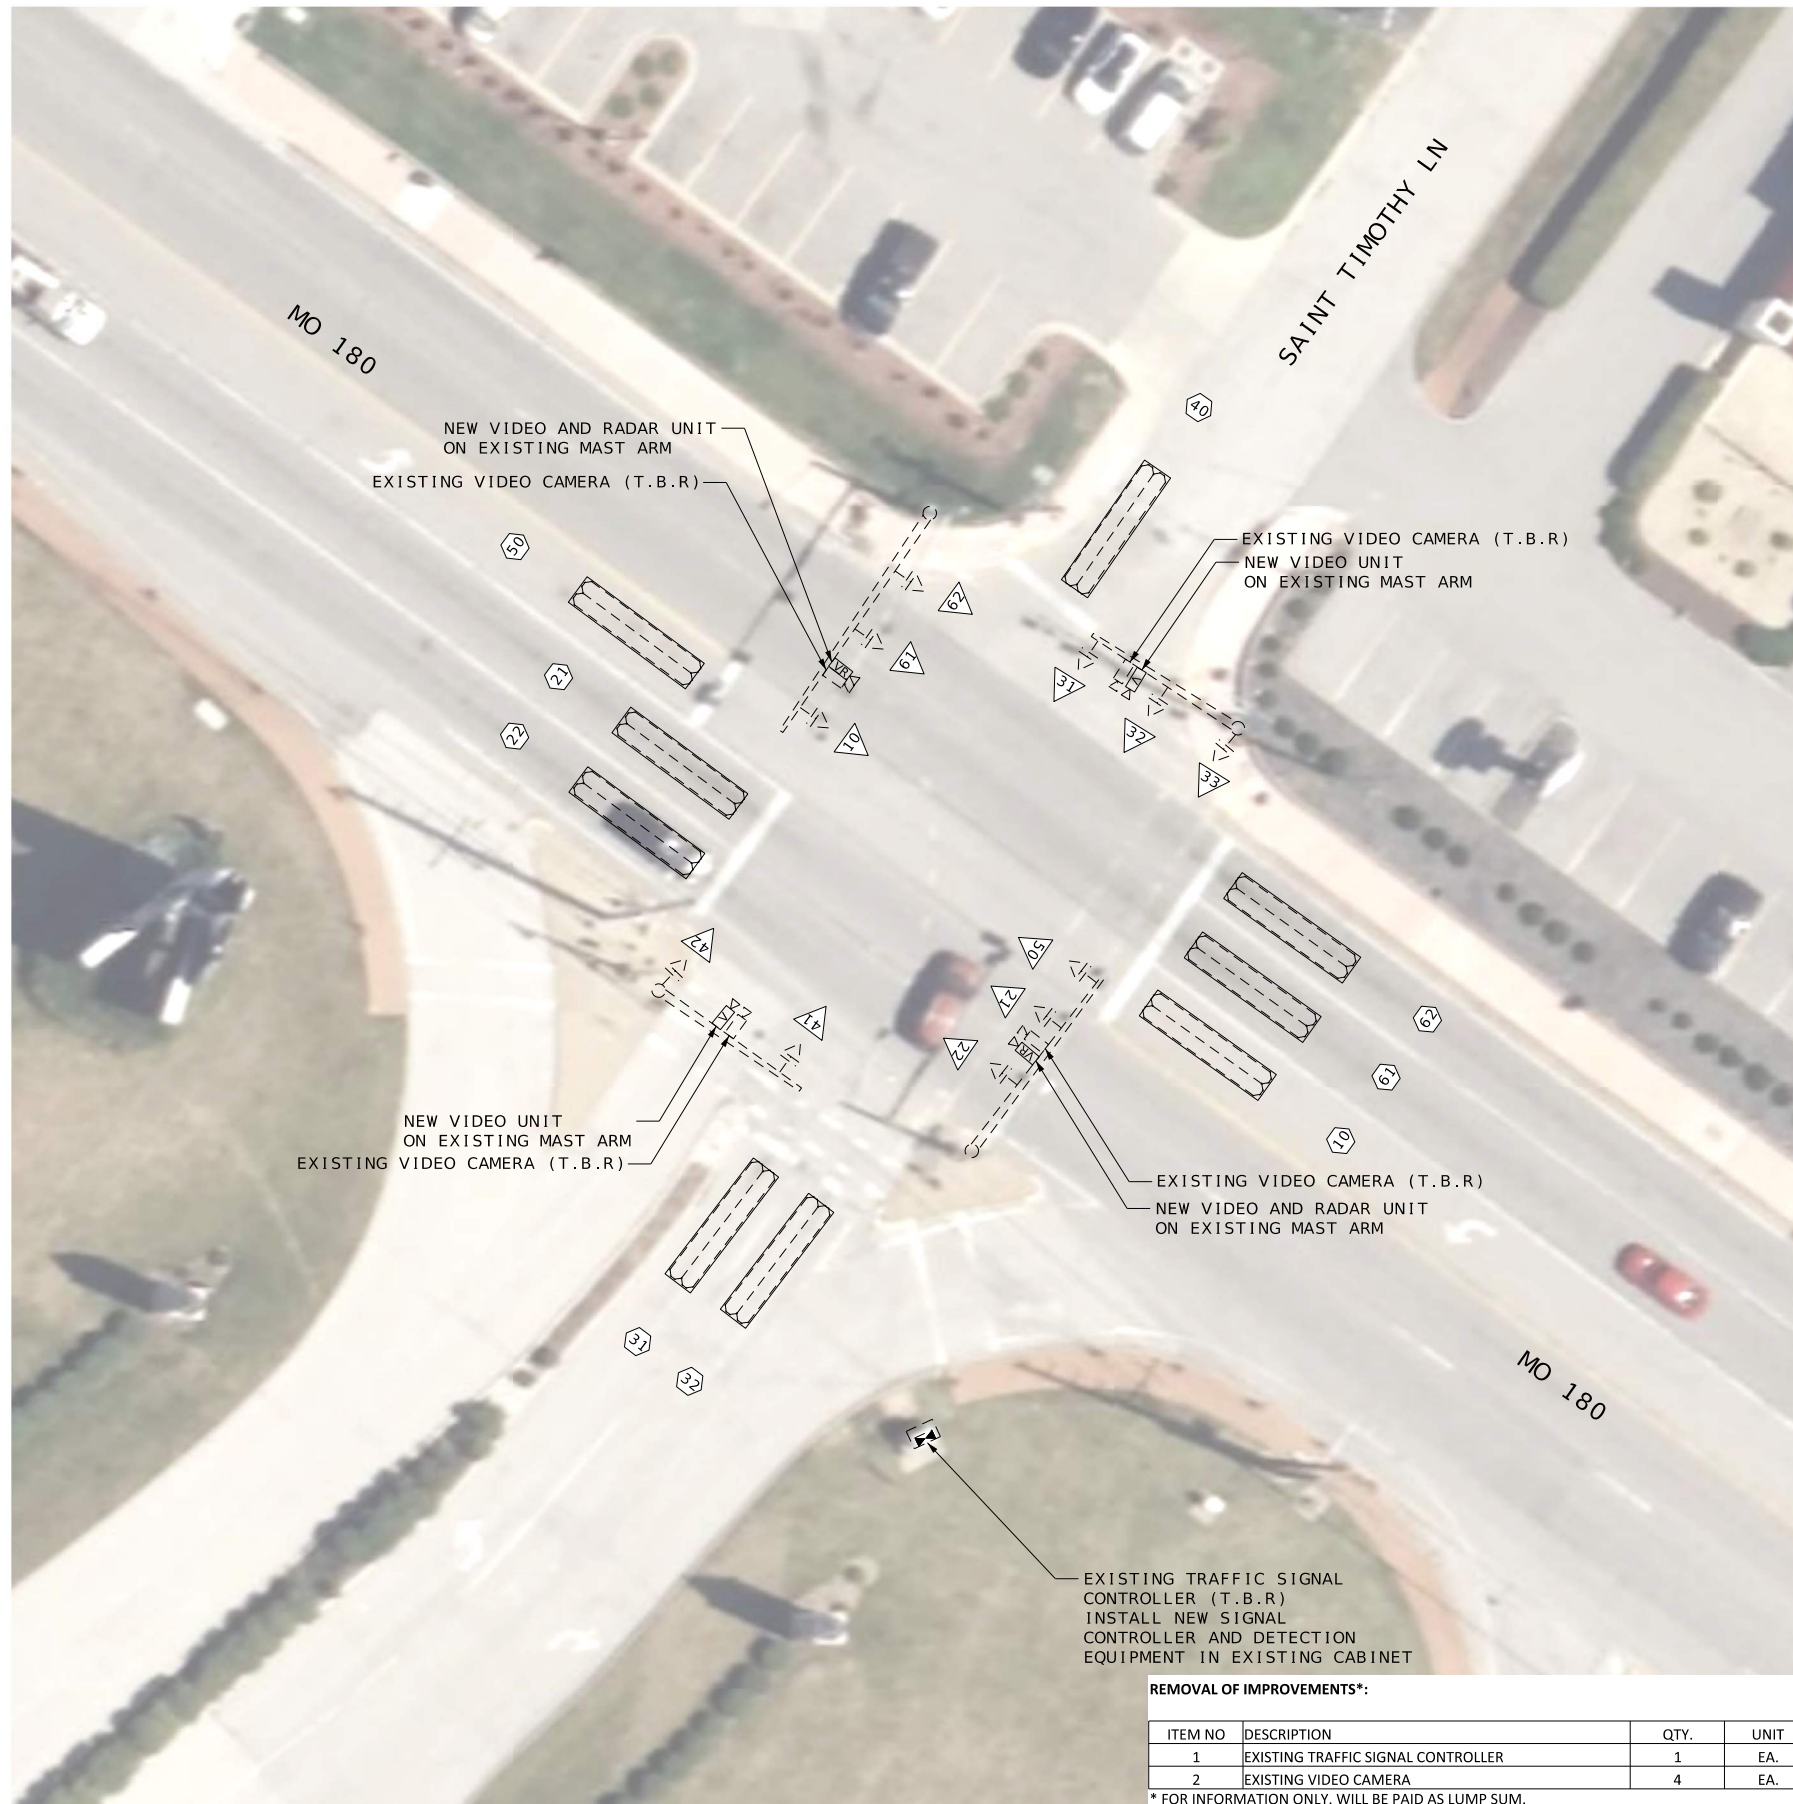 SAINT TIMOTHY LN
MO 180
40
NEW VIDEO AND RADAR UNIT
ON EXISTING MAST ARM
EXISTING VIDEO CAMERA (T.B.R)
EXISTING VIDEO CAMERA (T.B.R)
NEW VIDEO UNIT
ON EXISTING MAST ARM
50
21
22
62
61
10
VR
31
32
33
V
42
41
V
50
21
22
VR
62
61
10
NEW VIDEO UNIT
ON EXISTING MAST ARM
EXISTING VIDEO CAMERA (T.B.R)
EXISTING VIDEO CAMERA (T.B.R)
NEW VIDEO AND RADAR UNIT
ON EXISTING MAST ARM
31
32
MO 180
EXISTING TRAFFIC SIGNAL
CONTROLLER (T.B.R)
INSTALL NEW SIGNAL
CONTROLLER AND DETECTION
EQUIPMENT IN EXISTING CABINET
REMOVAL OF IMPROVEMENTS*:
ITEM NO DESCRIPTION QTY. UNIT
1 EXISTING TRAFFIC SIGNAL CONTROLLER 1 EA.
2 EXISTING VIDEO CAMERA 4 EA.
* FOR INFORMATION ONLY. WILL BE PAID AS LUMP SUM.